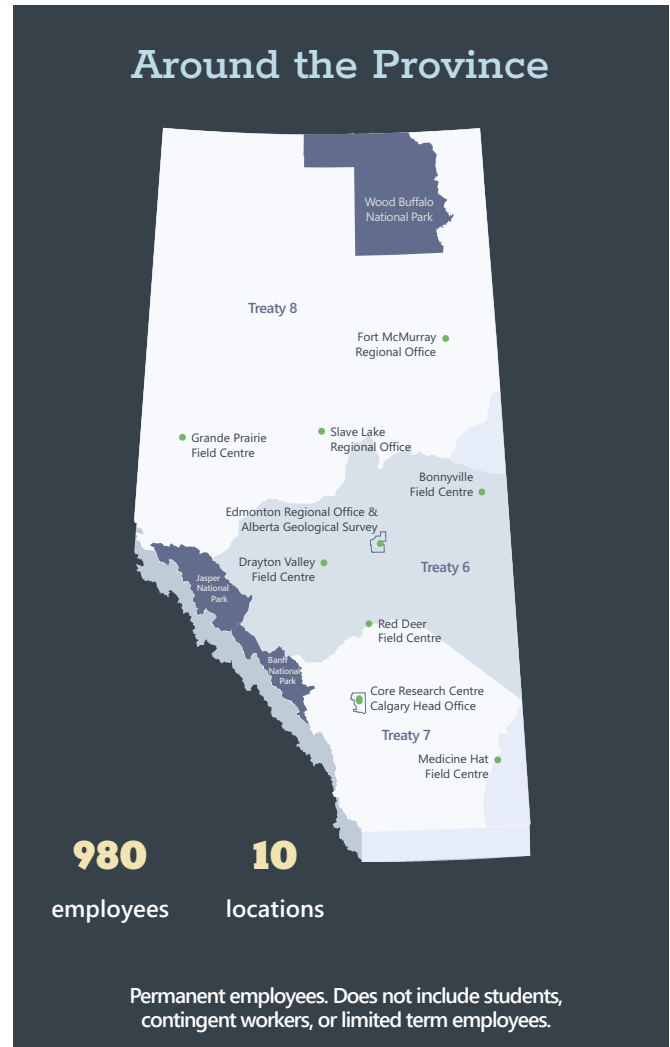 Around the Province
Wood Buffalo
National Park
Treaty 8
Fort McMurray
Regional Office
Grande Prairie
Field Centre
Slave Lake
Regional Office
Bonnyville
Field Centre
Edmonton Regional Office &
Alberta Geological Survey
Drayton Valley
Field Centre
Treaty 6
Jasper
National
Park
Red Deer
Field Centre
Banff
National
Park
Core Research Centre
Calgary Head Office
Treaty 7
Medicine Hat
Field Centre
980
employees
10
locations
Permanent employees. Does not include students,
contingent workers, or limited term employees.